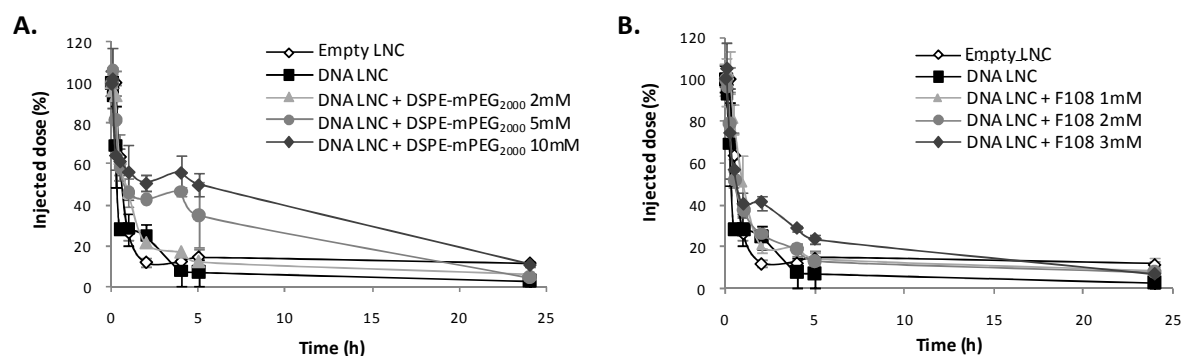 A.
Injected dose (%)
120
100
80
60
40
20
0
0 5 10 15 20 25
Time (h)
Empty LNC
DNA LNC
DNA LNC + DSPE-mPEG₂₀₀₀ 2mM
DNA LNC + DSPE-mPEG₂₀₀₀ 5mM
DNA LNC + DSPE-mPEG₂₀₀₀ 10mM
B.
Injected dose (%)
120
100
80
60
40
20
0
0 5 10 15 20 25
Time (h)
Empty LNC
DNA LNC
DNA LNC + F108 1mM
DNA LNC + F108 2mM
DNA LNC + F108 3mM